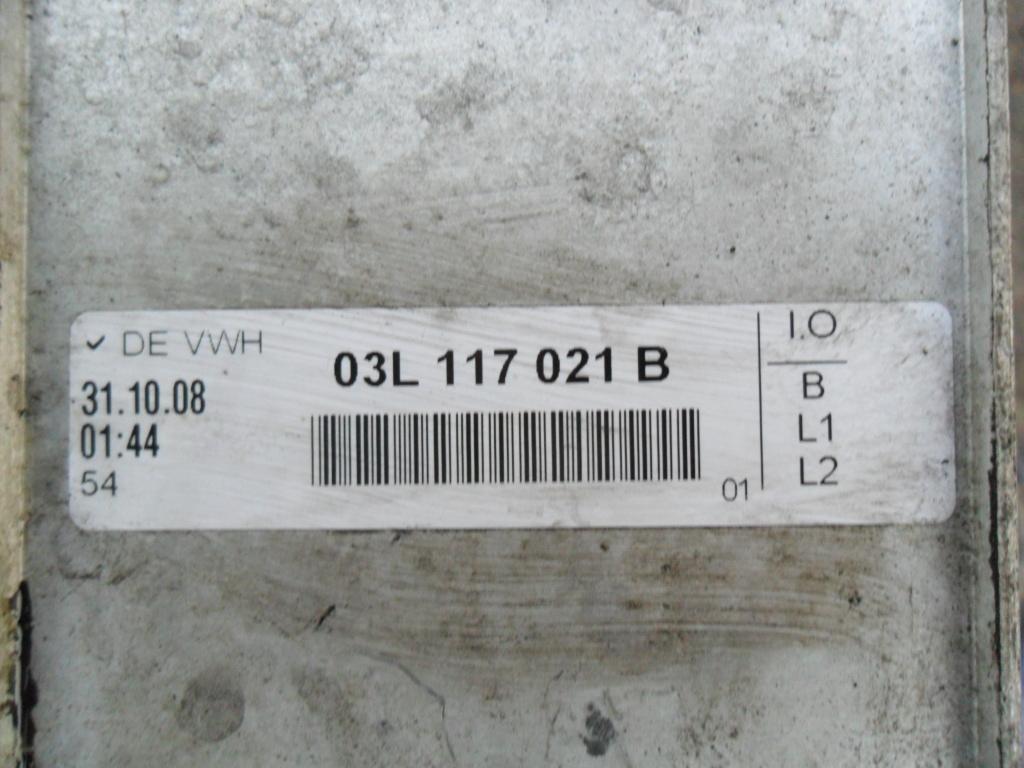 DE VWH
31.10.08
01:44
54
03L 117 021 B
01
I.O
B
L1
L2